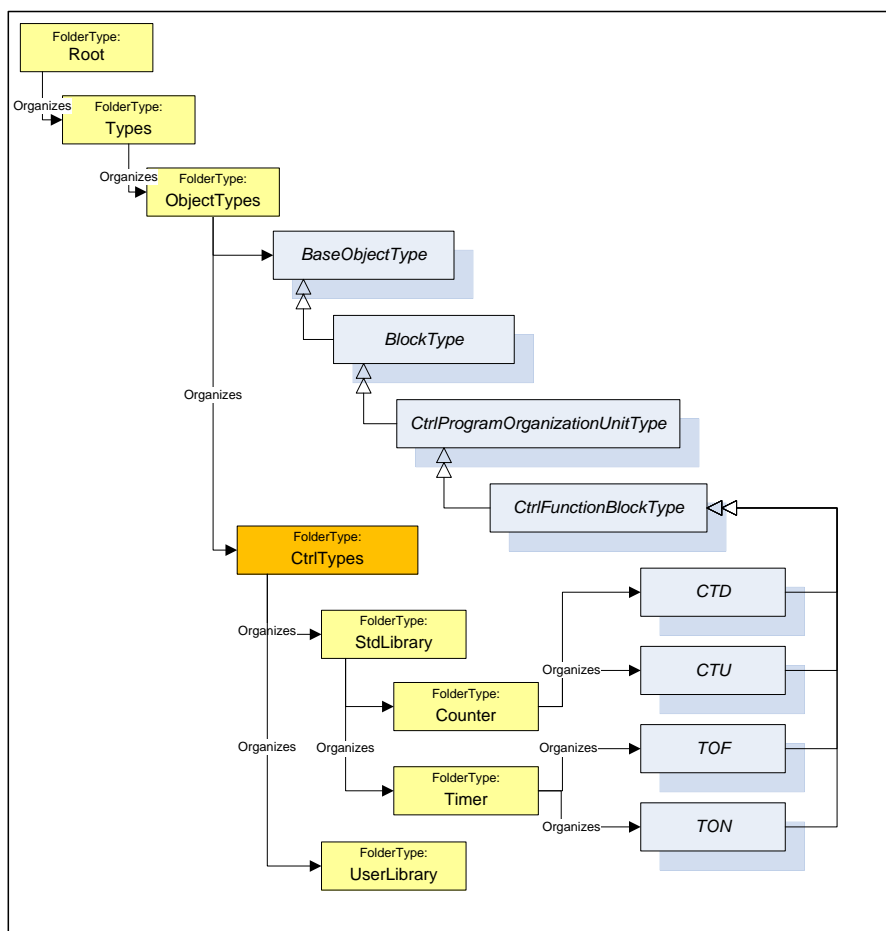 FolderType:
Root
Organizes
FolderType:
Types
Organizes
FolderType:
ObjectTypes
BaseObjectType
BlockType
Organizes
CtrlProgramOrganizationUnitType
CtrlFunctionBlockType
FolderType:
CtrlTypes
CTD
FolderType:
StdLibrary
Organizes
Organizes
CTU
FolderType:
Counter
Organizes
Organizes
Organizes
TOF
FolderType:
Timer
Organizes
TON
FolderType:
UserLibrary